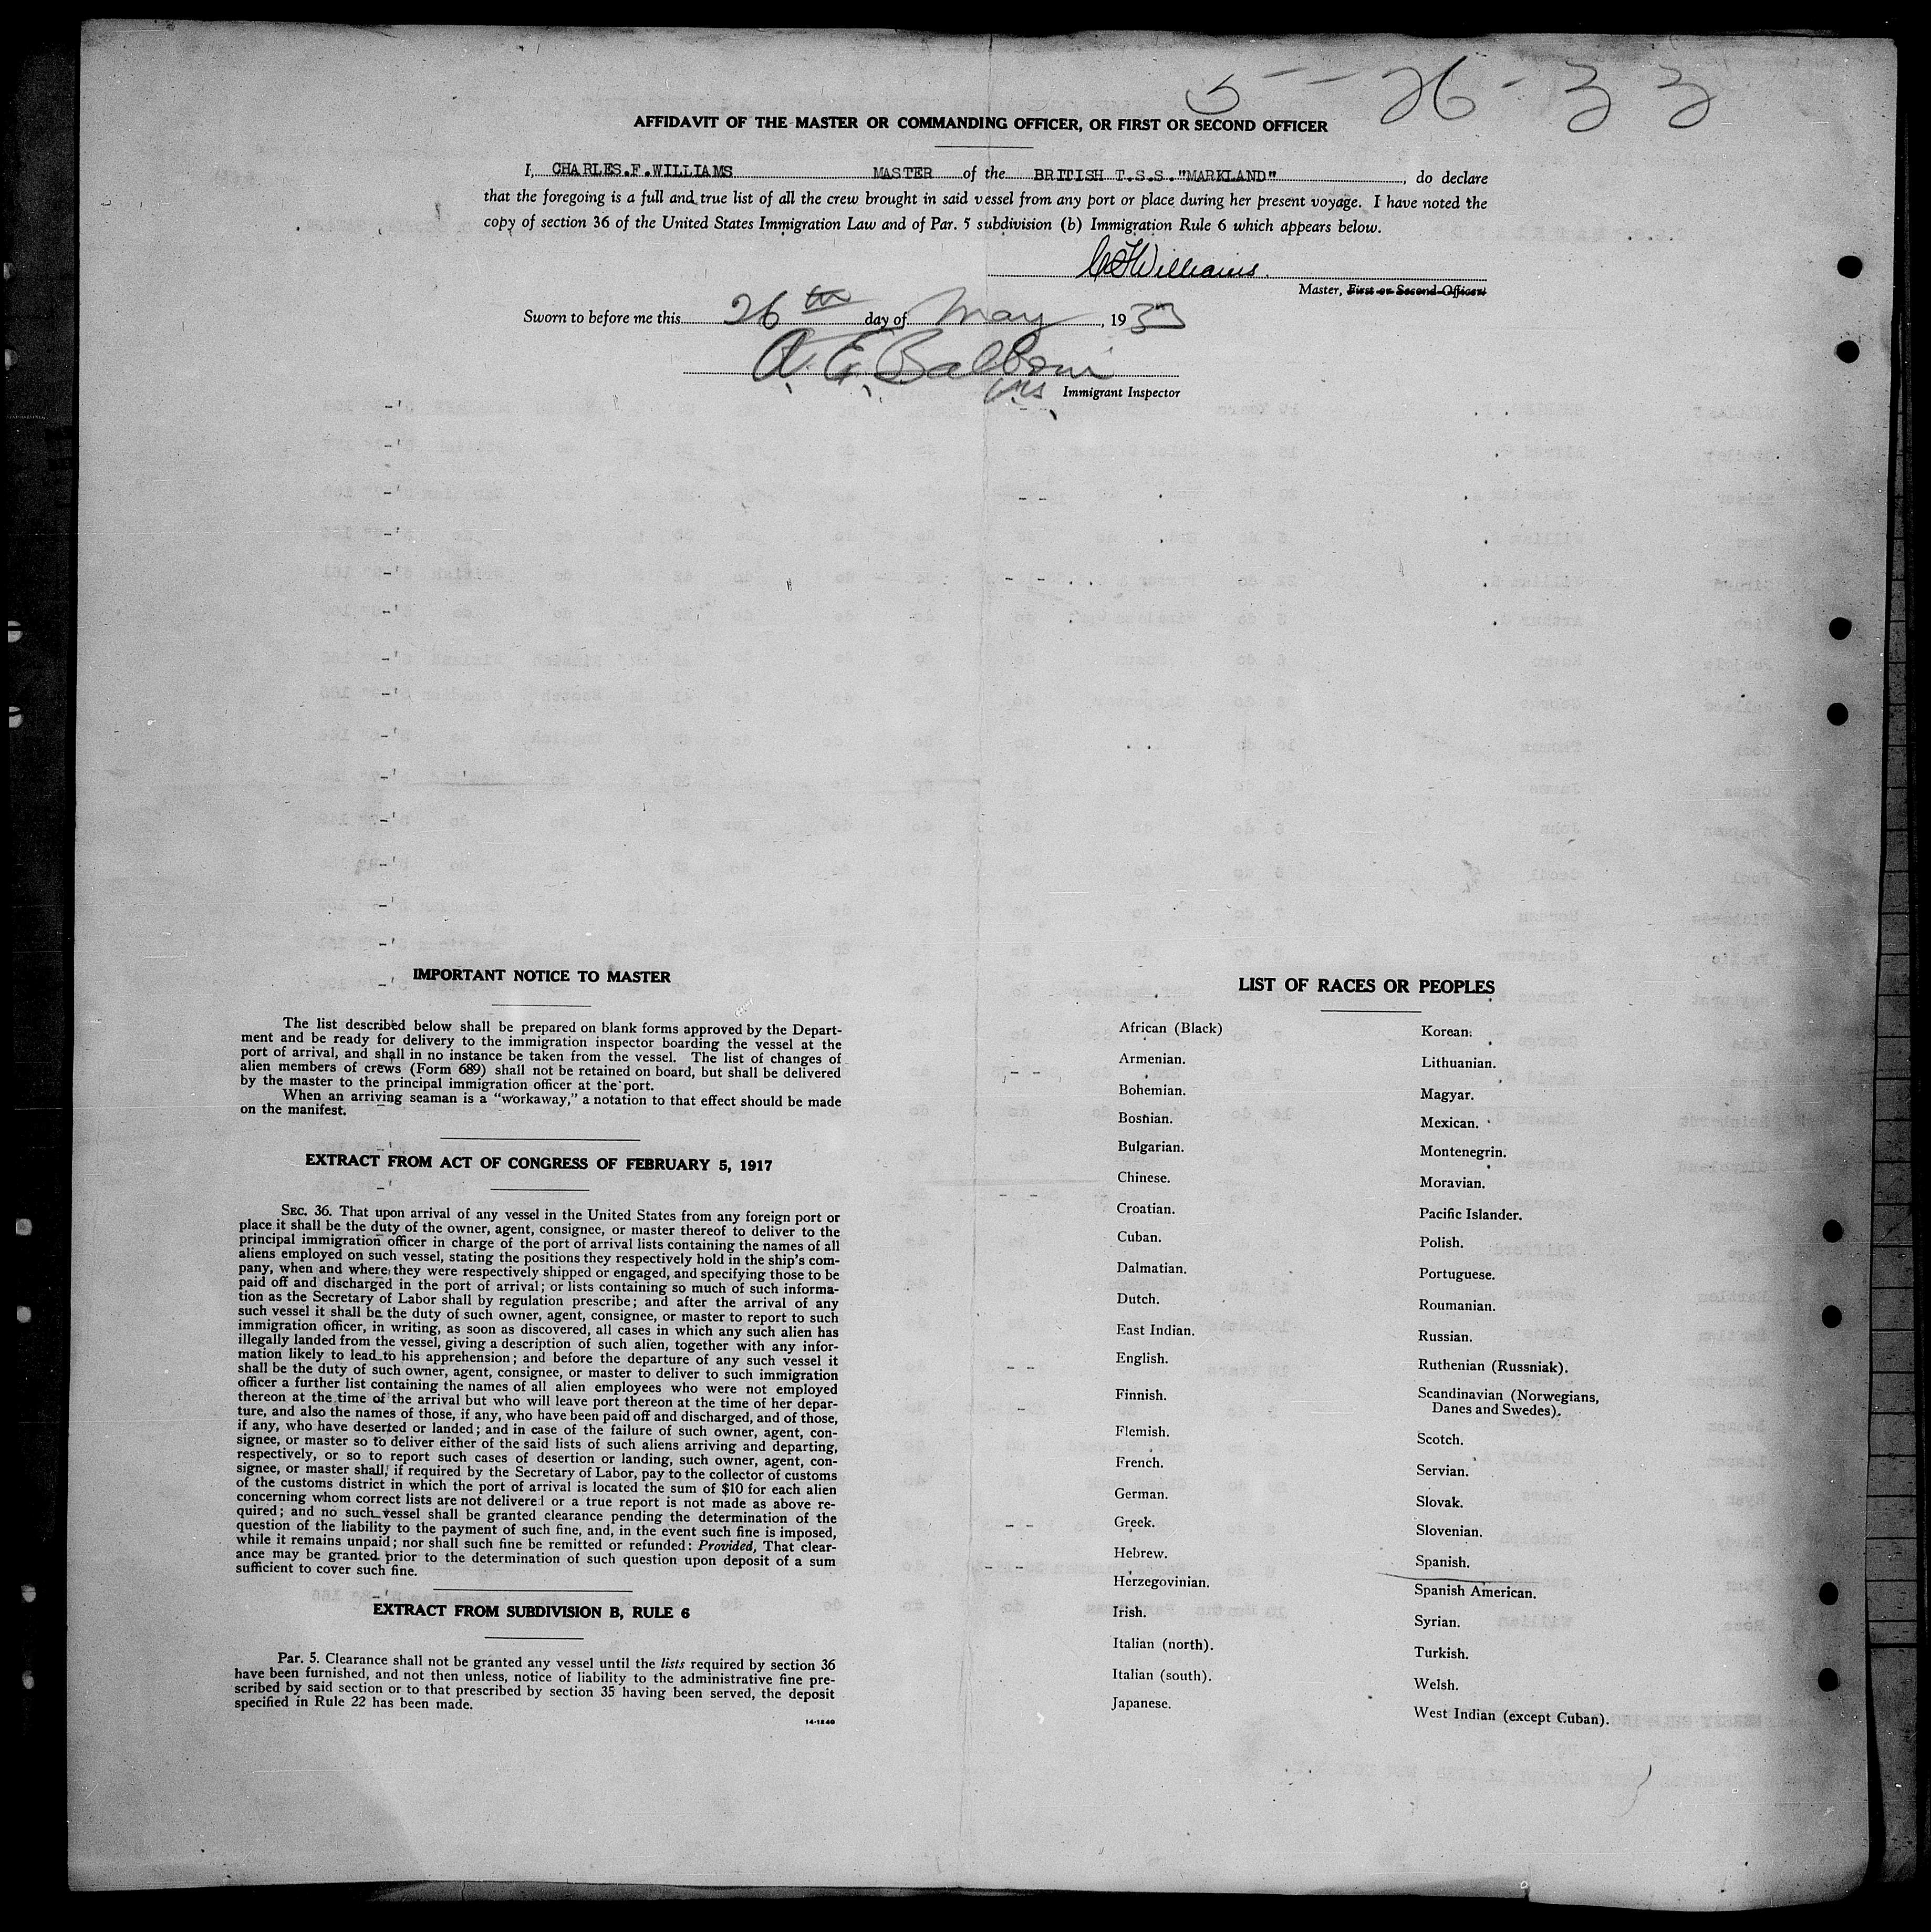 5-26-33
AFFIDAVIT OF THE MASTER OR COMMANDING OFFICER, OR FIRST OR SECOND OFFICER
I, CHARLES.F.WILLIAMS MASTER of the BRITISH T.S.S."MARKLAND", do declare
that the foregoing is a full and true list of all the crew brought in said vessel from any port or place during her present voyage. I have noted the
copy of section 36 of the United States Immigration Law and of Par. 5 subdivision (b) Immigration Rule 6 which appears below.
CFWilliams
Master, First or Second Officer.
Sworn to before me this 26th day of May, 1933
A. E.
Immigrant Inspector
IMPORTANT NOTICE TO MASTER
The list described below shall be prepared on blank forms approved by the Depart-
ment and be ready for delivery to the immigration inspector boarding the vessel at the
port of arrival, and shall in no instance be taken from the vessel. The list of changes of
alien members of crews (Form 689) shall not be retained on board, but shall be delivered
by the master to the principal immigration officer at the port.
When an arriving seaman is a "workaway," a notation to that effect should be made
on the manifest.
EXTRACT FROM ACT OF CONGRESS OF FEBRUARY 5, 1917
SEC. 36. That upon arrival of any vessel in the United States from any foreign port or
place it shall be the duty of the owner, agent, consignee, or master thereof to deliver to the
principal immigration officer in charge of the port of arrival lists containing the names of all
aliens employed on such vessel, stating the positions they respectively hold in the ship's com-
pany, when and where they were respectively shipped or engaged, and specifying those to be
paid off and discharged in the port of arrival; or lists containing so much of such informa-
tion as the Secretary of Labor shall by regulation prescribe; and after the arrival of any
such vessel it shall be the duty of such owner, agent, consignee, or master to report to such
immigration officer, in writing, as soon as discovered, all cases in which any such alien has
illegally landed from the vessel, giving a description of such alien, together with any infor-
mation likely to lead to his apprehension; and before the departure of any such vessel it
shall be the duty of such owner, agent, consignee, or master to deliver to such immigration
officer a further list containing the names of all alien employees who were not employed
thereon at the time of the arrival but who will leave port thereon at the time of her depar-
ture, and also the names of those, if any, who have been paid off and discharged, and of those,
if any, who have deserted or landed; and in case of the failure of such owner, agent, con-
signee, or master so to deliver either of the said lists of such aliens arriving and departing,
respectively, or so to report such cases of desertion or landing, such owner, agent, con-
signee, or master shall, if required by the Secretary of Labor, pay to the collector of customs
of the customs district in which the port of arrival is located the sum of $10 for each alien
concerning whom correct lists are not delivered or a true report is not made as above re-
quired; and no such vessel shall be granted clearance pending the determination of the
question of the liability to the payment of such fine, and, in the event such fine is imposed,
while it remains unpaid; nor shall such fine be remitted or refunded: Provided, That clear-
ance may be granted prior to the determination of such question upon deposit of a sum
sufficient to cover such fine.
EXTRACT FROM SUBDIVISION B, RULE 6
Par. 5. Clearance shall not be granted any vessel until the lists required by section 36
have been furnished, and not then unless, notice of liability to the administrative fine pre-
scribed by said section or to that prescribed by section 35 having been served, the deposit
specified in Rule 22 has been made.
14-1240
LIST OF RACES OR PEOPLES
African (Black)
Armenian.
Bohemian.
Bosnian.
Bulgarian.
Chinese.
Croatian.
Cuban.
Dalmatian.
Dutch.
East Indian.
English.
Finnish.
Flemish.
French.
German.
Greek.
Hebrew.
Herzegovinian.
Irish.
Italian (north).
Italian (south).
Japanese.
Korean.
Lithuanian.
Magyar.
Mexican.
Montenegrin.
Moravian.
Pacific Islander.
Polish.
Portuguese.
Roumanian.
Russian.
Ruthenian (Russniak).
Scandinavian (Norwegians,
Danes and Swedes).
Scotch.
Servian.
Slovak.
Slovenian.
Spanish.
Spanish American.
Syrian.
Turkish.
Welsh.
West Indian (except Cuban).